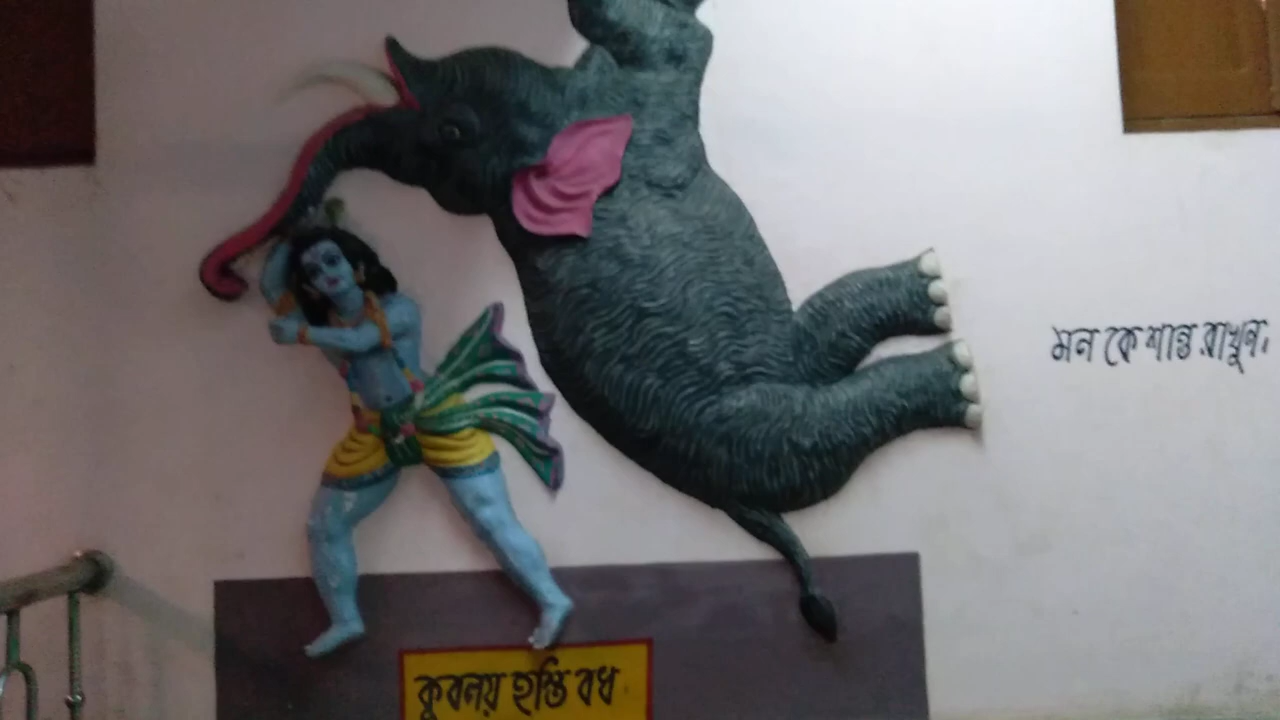 কুবলয় হস্তি বধ
মন কে শান্ত রাখুন।